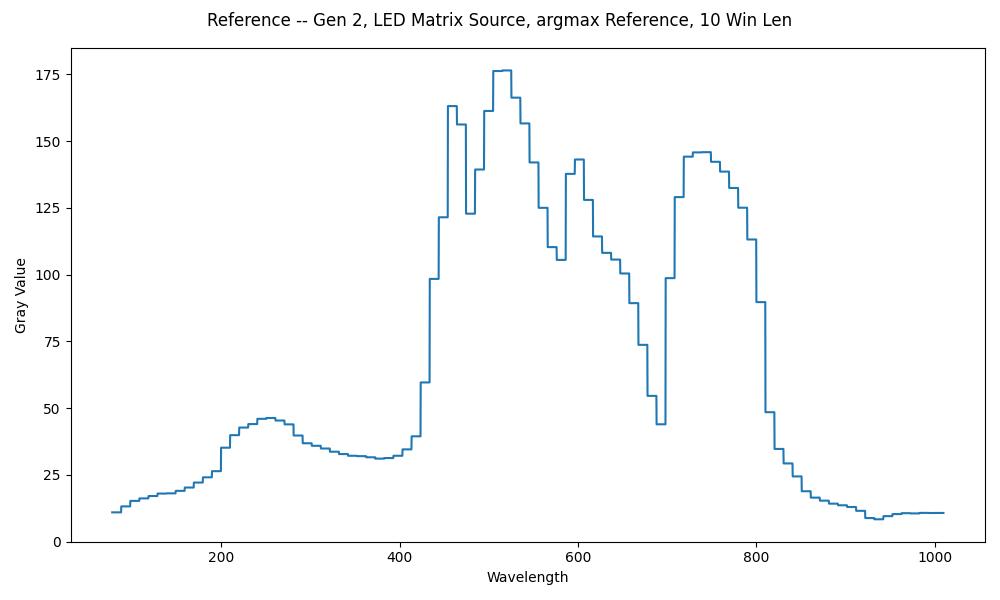 Reference -- Gen 2, LED Matrix Source, argmax Reference, 10 Win Len
175
150
125
100
75
50
25
0
Gray Value
200 400 600 800 1000
Wavelength